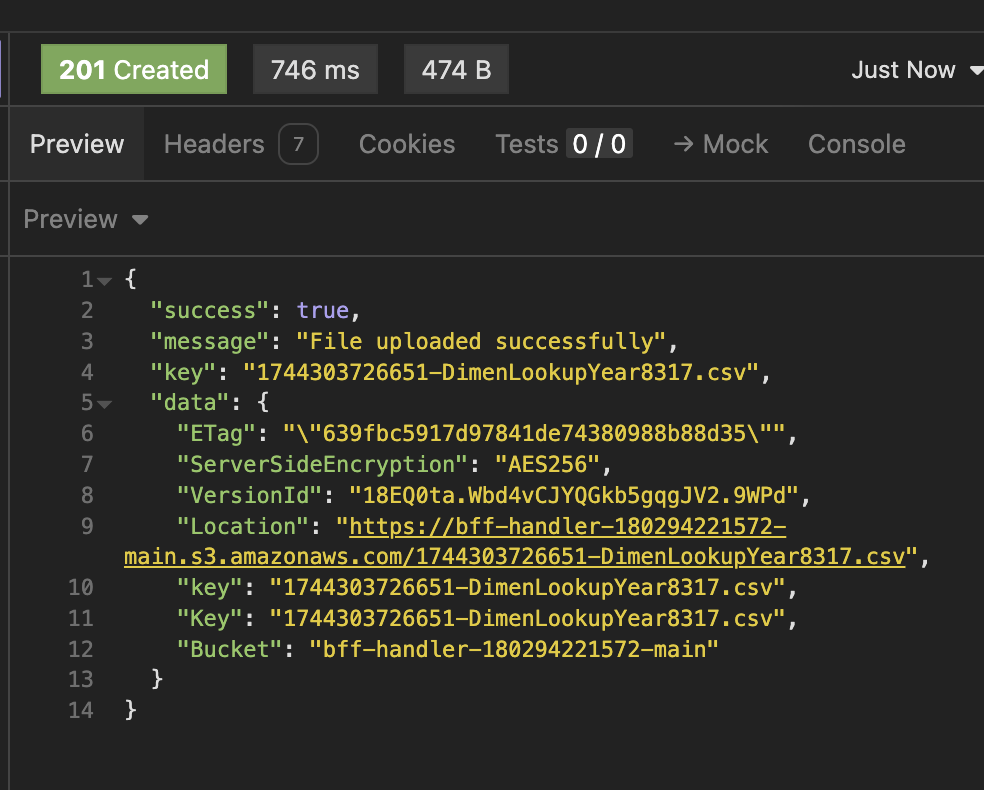 201 Created 746 ms 474 B Just Now
Preview Headers 7 Cookies Tests 0 / 0 → Mock Console
Preview
1 {
2 "success": true,
3 "message": "File uploaded successfully",
4 "key": "1744303726651-DimenLookupYear8317.csv",
5 "data": {
6 "ETag": "\"639fbc5917d97841de74380988b88d35\"",
7 "ServerSideEncryption": "AES256",
8 "VersionId": "18EQ0ta.Wbd4vCJYQGkb5gqgJV2.9WPd",
9 "Location": "https://bff-handler-180294221572-
main.s3.amazonaws.com/1744303726651-DimenLookupYear8317.csv",
10 "key": "1744303726651-DimenLookupYear8317.csv",
11 "Key": "1744303726651-DimenLookupYear8317.csv",
12 "Bucket": "bff-handler-180294221572-main"
13 }
14 }